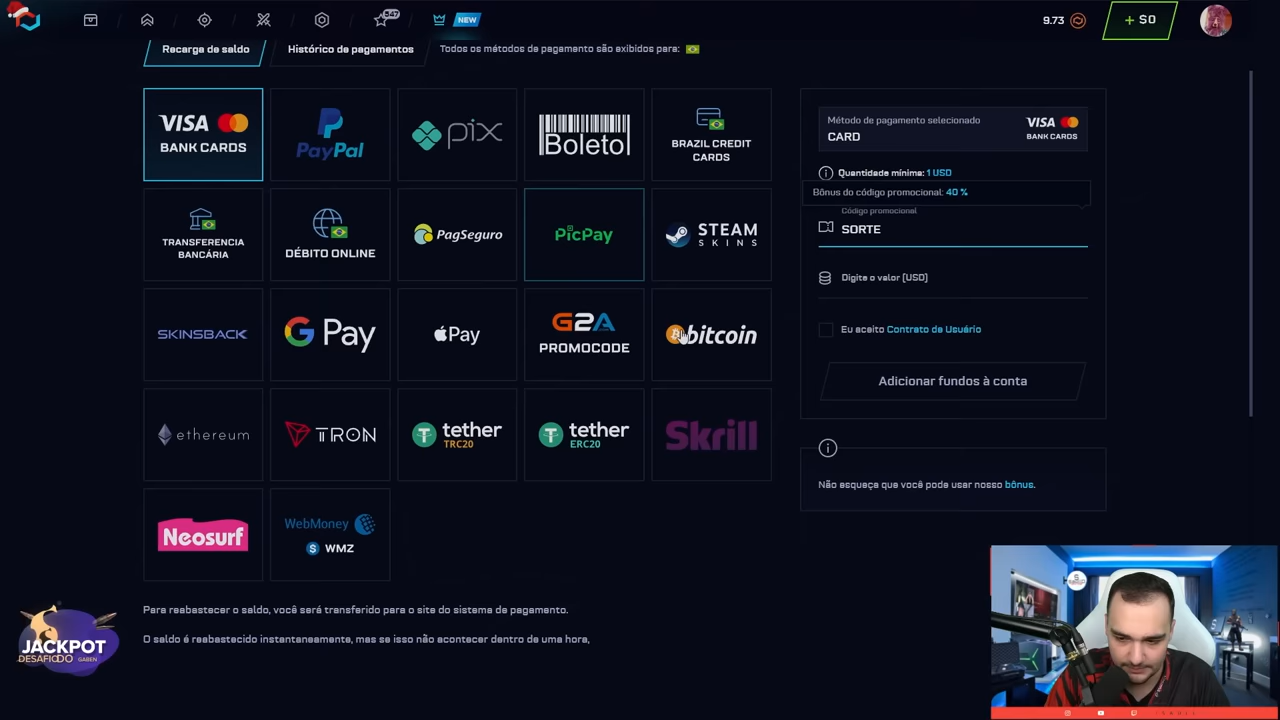 547
NEW
9.73
+ $0
Recarga de saldo
Histórico de pagamentos
Todos os métodos de pagamento são exibidos para:
VISA
BANK CARDS
PayPal
pix
Boleto
BRAZIL CREDIT
CARDS
TRANSFERENCIA
BANCÁRIA
DÉBITO ONLINE
PagSeguro
PicPay
STEAM
SKINS
SKINSBACK
G Pay
Pay
G2A
PROMOCODE
bitcoin
ethereum
TRON
tether
TRC20
tether
ERC20
Skrill
Neosurf
WebMoney
WMZ
Método de pagamento selecionado
CARD
VISA
BANK CARDS
Quantidade mínima: 1 USD
Bônus do código promocional: 40 %
Código promocional
SORTE
Digite o valor (USD)
Eu aceito Contrato de Usuário
Adicionar fundos à conta
Não esqueça que você pode usar nosso bônus.
Para reabastecer o saldo, você será transferido para o site do sistema de pagamento.
O saldo é reabastecido instantaneamente, mas se isso não acontecer dentro de uma hora,
JACKPOT
DESAFIO DO GABEN